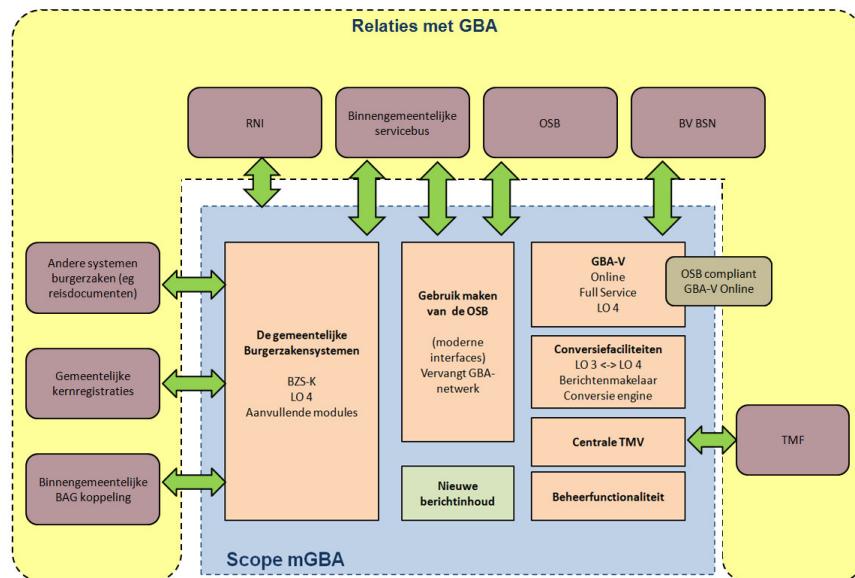 Relaties met GBA
RNI
Binnengemeentelijke
servicebus
OSB
BV BSN
Andere systemen
burgerzaken (eg
reisdocumenten)
Gemeentelijke
kernregistraties
Binnengemeentelijke
BAG koppeling
De gemeentelijke
Burgerzakensystemen
BZS-K
LO 4
Aanvullende modules
Gebruik maken
van de OSB
(moderne
interfaces)
Vervangt GBA-
netwerk
Nieuwe
berichtinhoud
GBA-V
Online
Full Service
LO 4
OSB compliant
GBA-V Online
Conversiefaciliteiten
LO 3 <-> LO 4
Berichtenmakelaar
Conversie engine
Centrale TMV
TMF
Beheerfunctionaliteit
Scope mGBA